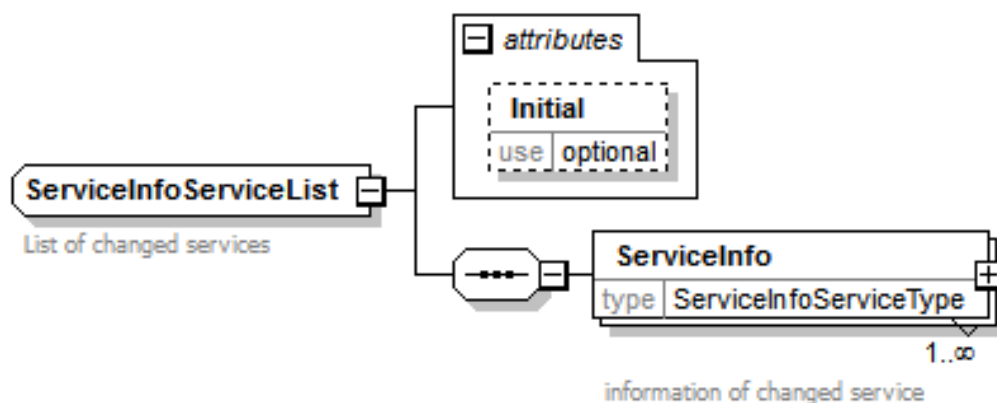 attributes
Initial
use optional
ServiceInfoServiceList
List of changed services
ServiceInfo
type ServiceInfoServiceType
1..∞
information of changed service